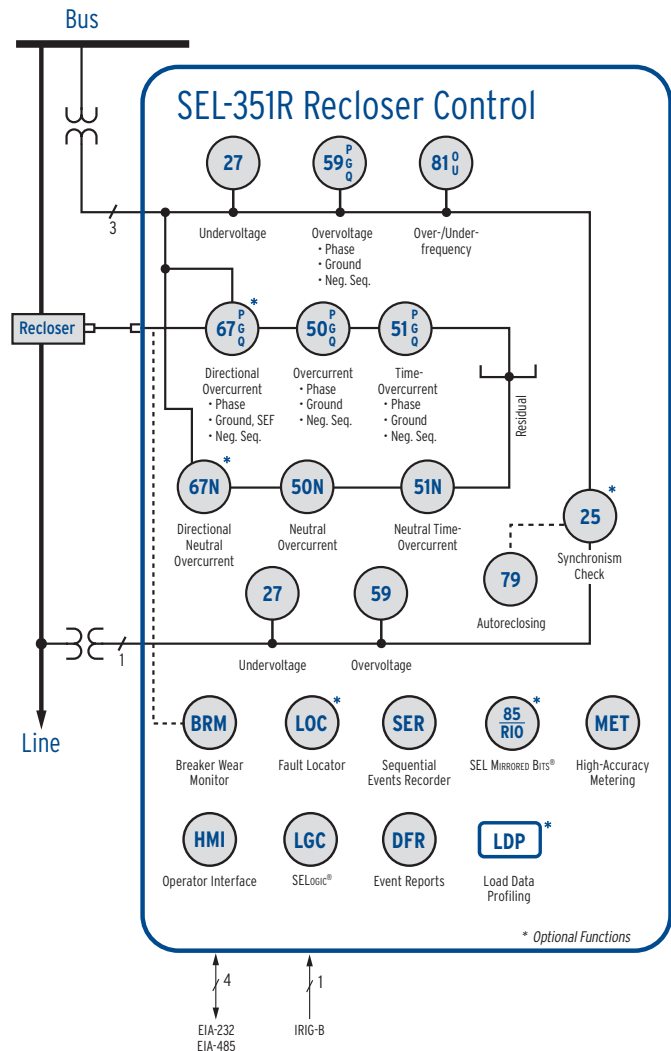 Bus
SEL-351R Recloser Control
27
59 P G Q
81 O U
3
Undervoltage
Overvoltage
• Phase
• Ground
• Neg. Seq.
Over-/Under-
frequency
Recloser
67 P G Q *
50 P G Q
51 P G Q
Directional
Overcurrent
• Phase
• Ground, SEF
• Neg. Seq.
Overcurrent
• Phase
• Ground
• Neg. Seq.
Time-
Overcurrent
• Phase
• Ground
• Neg. Seq.
Residual
67N *
50N
51N
25 *
Directional
Neutral
Overcurrent
Neutral
Overcurrent
Neutral Time-
Overcurrent
Synchronism
Check
79
Autoreclosing
27
59
1
Undervoltage
Overvoltage
Line
BRM
LOC *
SER
85
RIO *
MET
Breaker Wear
Monitor
Fault Locator
Sequential
Events Recorder
SEL MIRRORED BITS®
High-Accuracy
Metering
HMI
LGC
DFR
LDP *
Operator Interface
SELOGIC®
Event Reports
Load Data
Profiling
* Optional Functions
4
1
EIA-232
EIA-485
IRIG-B